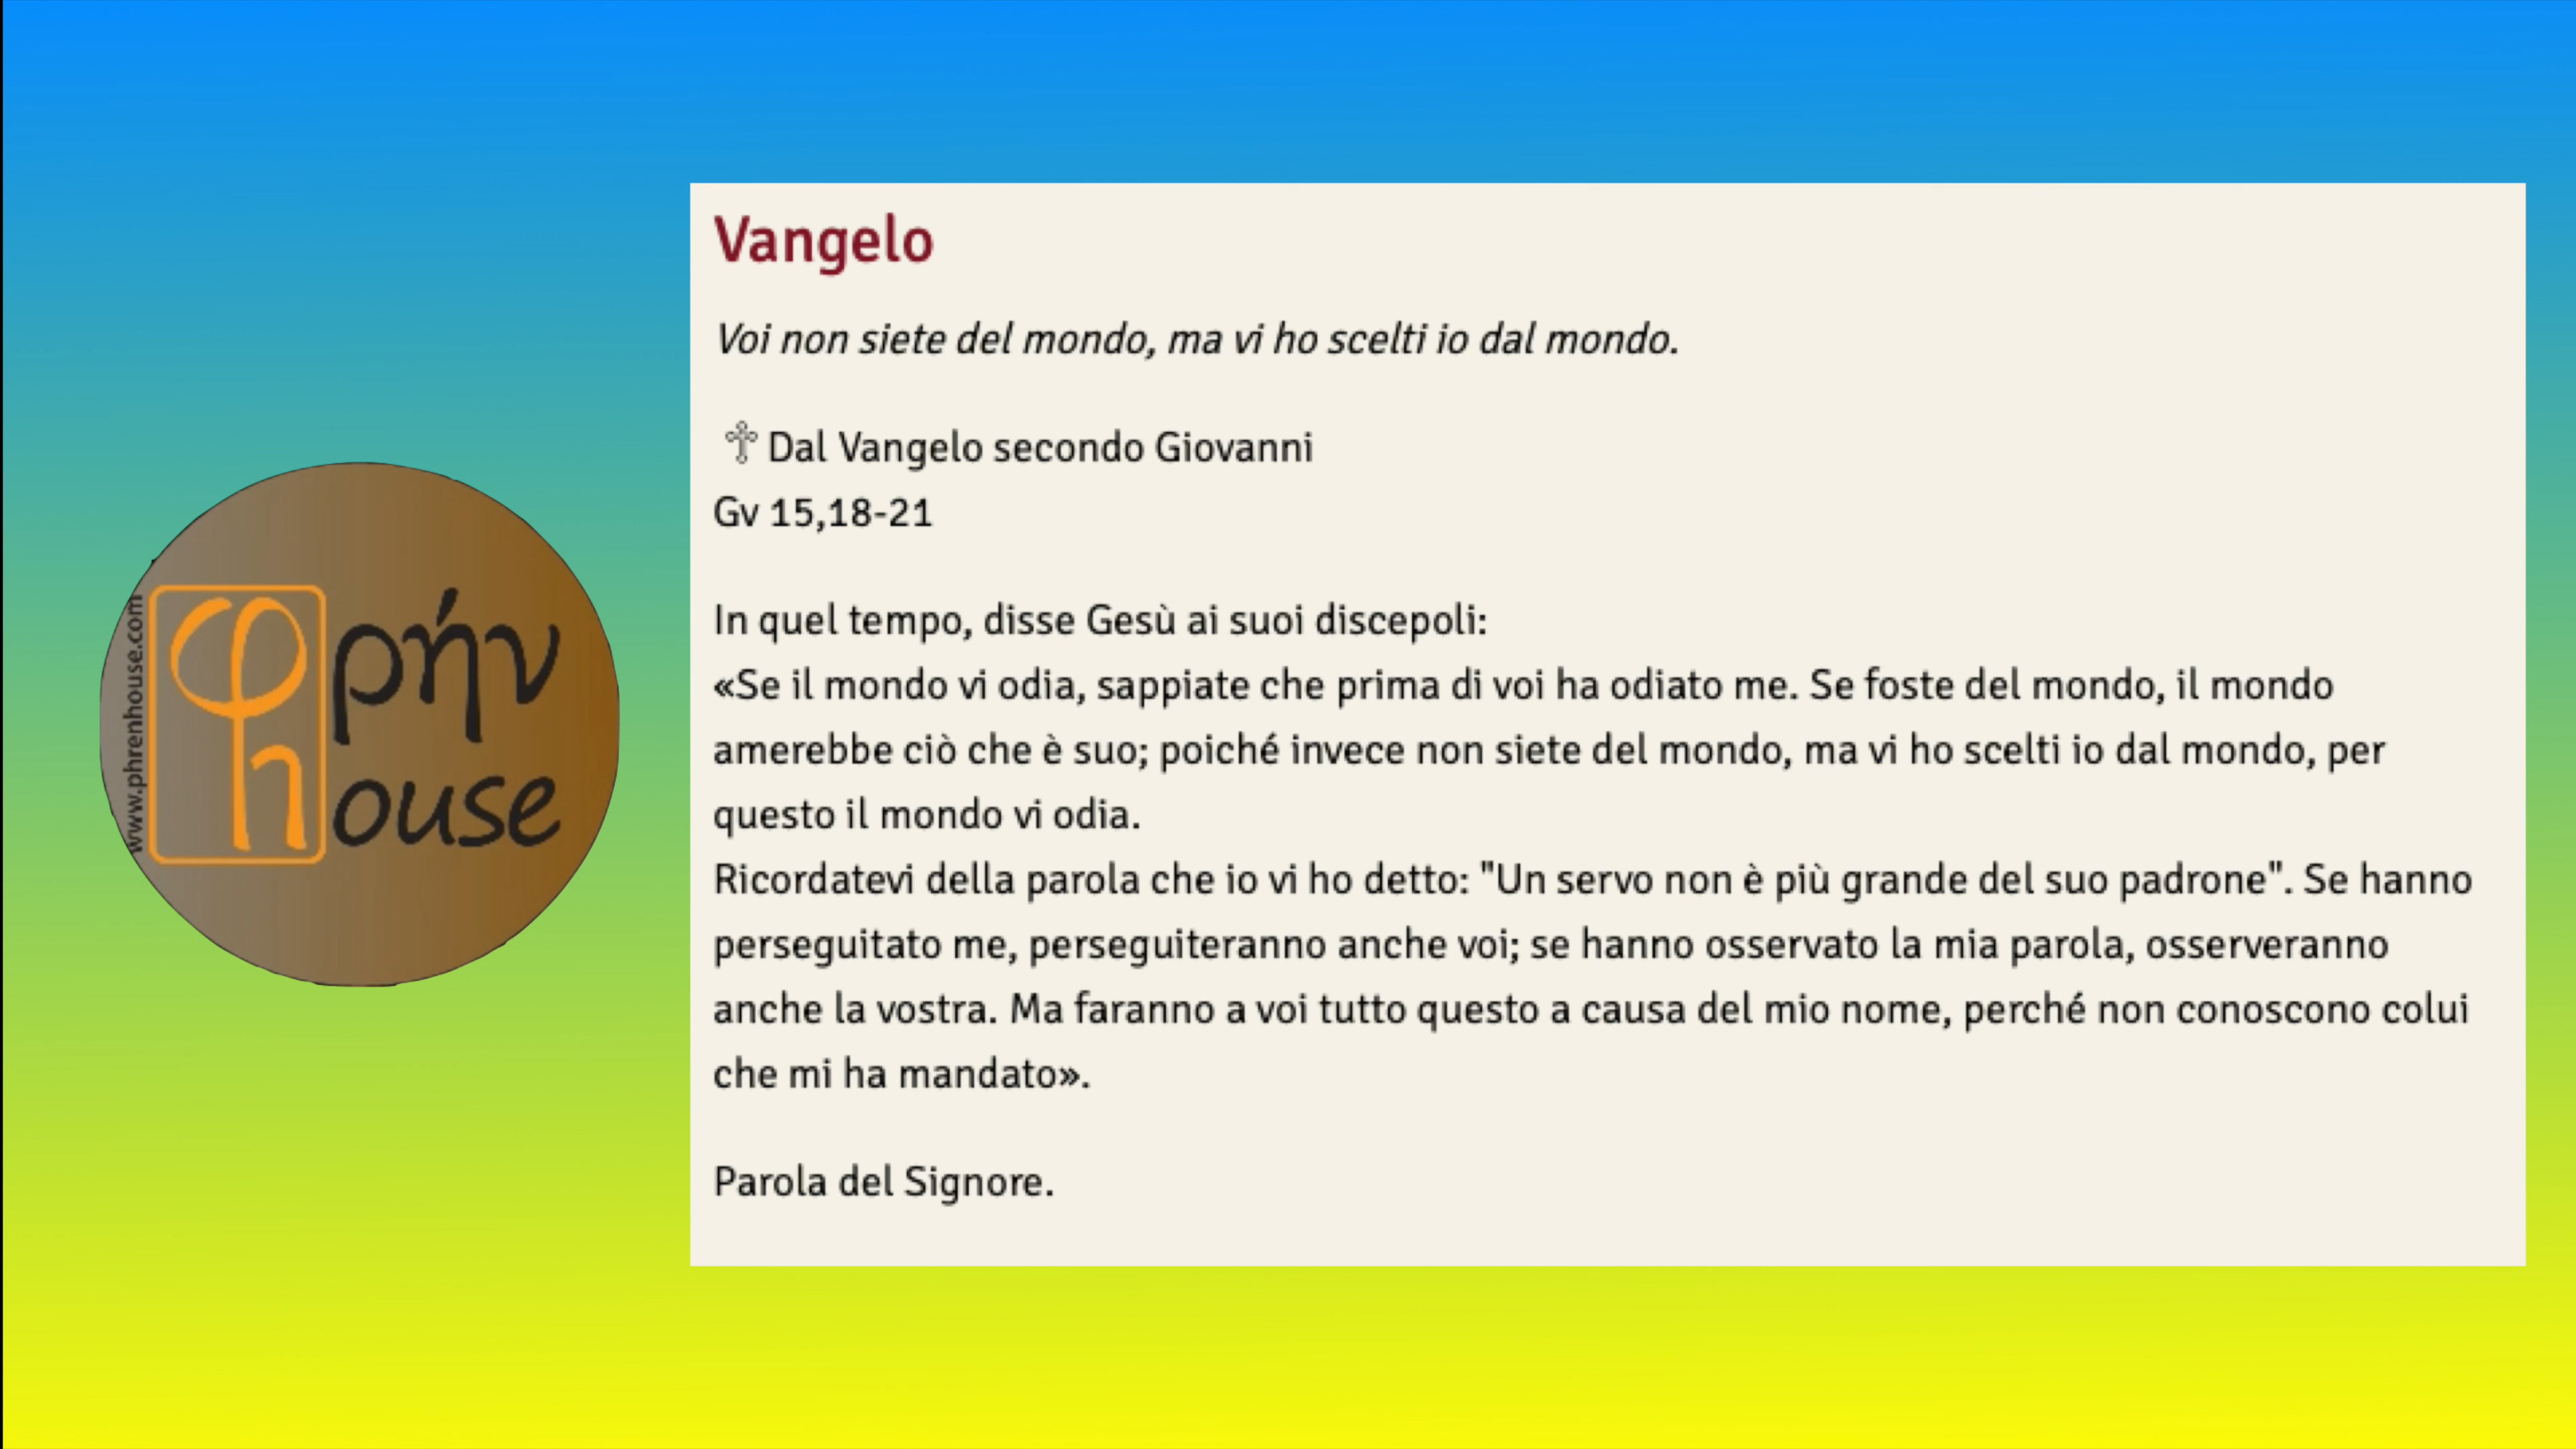 www.phrenhouse.com
φρήν
house
Vangelo
Voi non siete del mondo, ma vi ho scelti io dal mondo.
Dal Vangelo secondo Giovanni
Gv 15,18-21
In quel tempo, disse Gesù ai suoi discepoli:
«Se il mondo vi odia, sappiate che prima di voi ha odiato me. Se foste del mondo, il mondo
amerebbe ciò che è suo; poiché invece non siete del mondo, ma vi ho scelti io dal mondo, per
questo il mondo vi odia.
Ricordatevi della parola che io vi ho detto: "Un servo non è più grande del suo padrone". Se hanno
perseguitato me, perseguiteranno anche voi; se hanno osservato la mia parola, osserveranno
anche la vostra. Ma faranno a voi tutto questo a causa del mio nome, perché non conoscono colui
che mi ha mandato».
Parola del Signore.